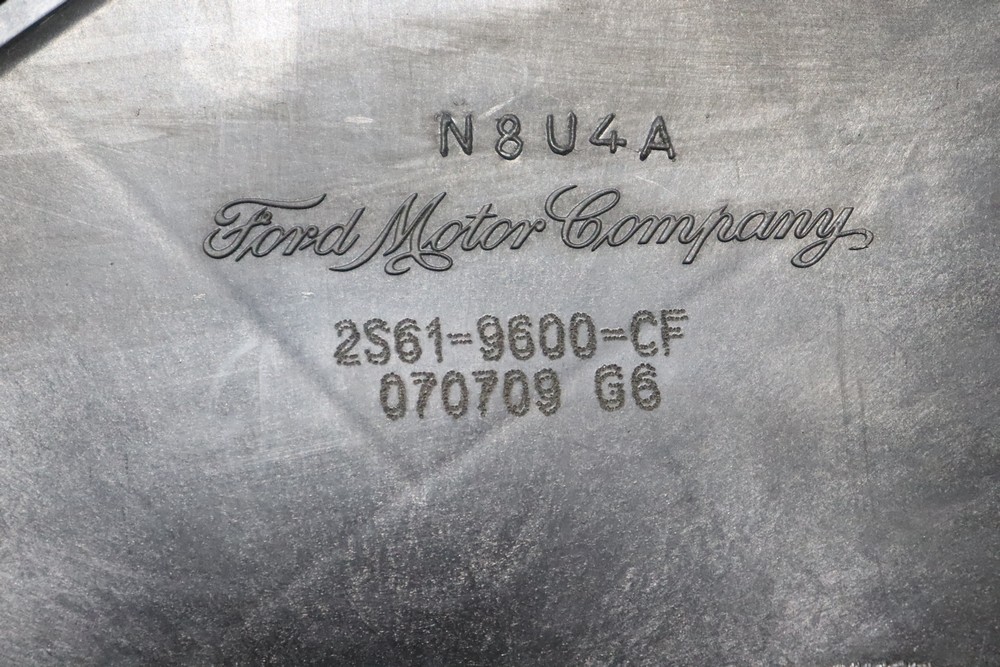 N8U4A
Ford Motor Company
2S61-9600-CF
070709 G6